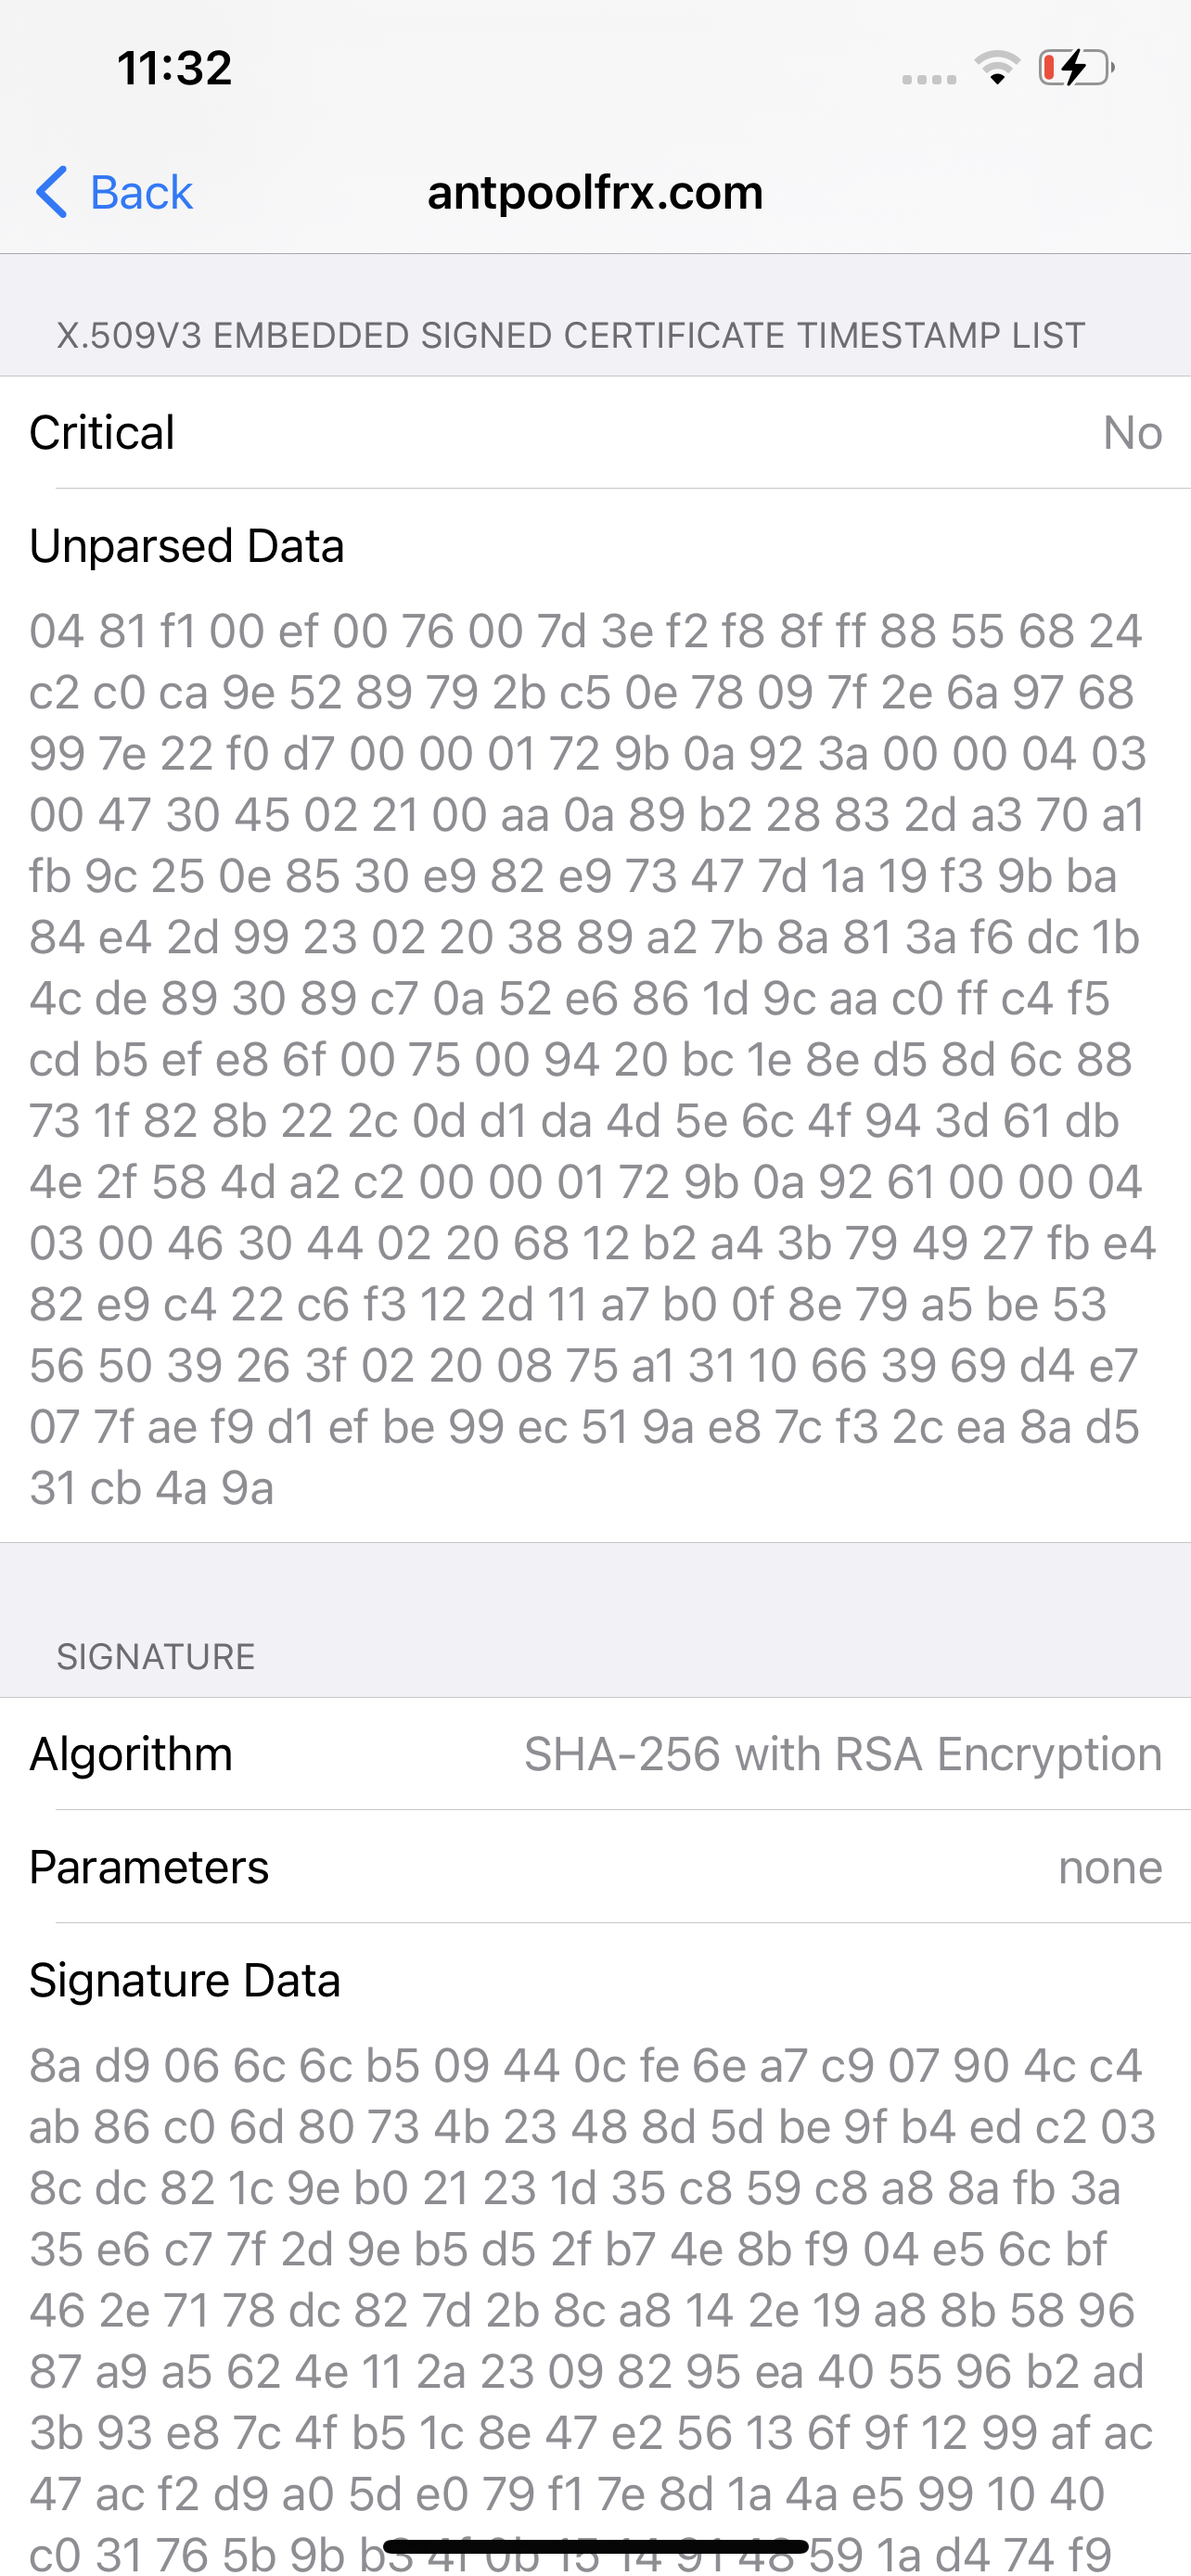 11:32
Back
antpoolfrx.com
X.509V3 EMBEDDED SIGNED CERTIFICATE TIMESTAMP LIST
Critical No
Unparsed Data
04 81 f1 00 ef 00 76 00 7d 3e f2 f8 8f ff 88 55 68 24
c2 c0 ca 9e 52 89 79 2b c5 0e 78 09 7f 2e 6a 97 68
99 7e 22 f0 d7 00 00 01 72 9b 0a 92 3a 00 00 04 03
00 47 30 45 02 21 00 aa 0a 89 b2 28 83 2d a3 70 a1
fb 9c 25 0e 85 30 e9 82 e9 73 47 7d 1a 19 f3 9b ba
84 e4 2d 99 23 02 20 38 89 a2 7b 8a 81 3a f6 dc 1b
4c de 89 30 89 c7 0a 52 e6 86 1d 9c aa c0 ff c4 f5
cd b5 ef e8 6f 00 75 00 94 20 bc 1e 8e d5 8d 6c 88
73 1f 82 8b 22 2c 0d d1 da 4d 5e 6c 4f 94 3d 61 db
4e 2f 58 4d a2 c2 00 00 01 72 9b 0a 92 61 00 00 04
03 00 46 30 44 02 20 68 12 b2 a4 3b 79 49 27 fb e4
82 e9 c4 22 c6 f3 12 2d 11 a7 b0 0f 8e 79 a5 be 53
56 50 39 26 3f 02 20 08 75 a1 31 10 66 39 69 d4 e7
07 7f ae f9 d1 ef be 99 ec 51 9a e8 7c f3 2c ea 8a d5
31 cb 4a 9a
SIGNATURE
Algorithm SHA-256 with RSA Encryption
Parameters none
Signature Data
8a d9 06 6c 6c b5 09 44 0c fe 6e a7 c9 07 90 4c c4
ab 86 c0 6d 80 73 4b 23 48 8d 5d be 9f b4 ed c2 03
8c dc 82 1c 9e b0 21 23 1d 35 c8 59 c8 a8 8a fb 3a
35 e6 c7 7f 2d 9e b5 d5 2f b7 4e 8b f9 04 e5 6c bf
46 2e 71 78 dc 82 7d 2b 8c a8 14 2e 19 a8 8b 58 96
87 a9 a5 62 4e 11 2a 23 09 82 95 ea 40 55 96 b2 ad
3b 93 e8 7c 4f b5 1c 8e 47 e2 56 13 6f 9f 12 99 af ac
47 ac f2 d9 a0 5d e0 79 f1 7e 8d 1a 4a e5 99 10 40
c0 31 76 5b 9b 59 1a d4 74 f9